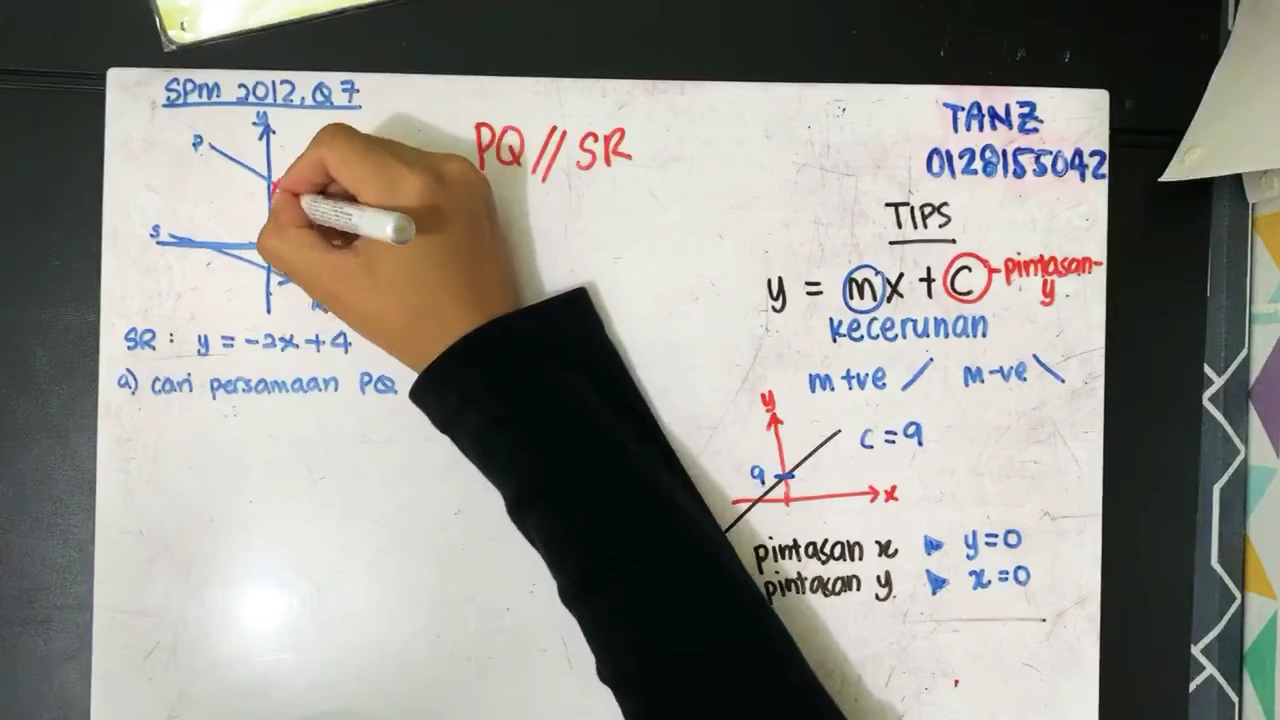 SPM 2012, Q7
y
P
S
SR : y = -2x + 4
a) cari persamaan PQ
PQ // SR
TANZ
0128155042
TIPS
y = mx + c -pintasan-y
kecerunan
m +ve / m -ve \
y
c = 9
9
x
pintasan x ▶ y = 0
pintasan y ▶ x = 0